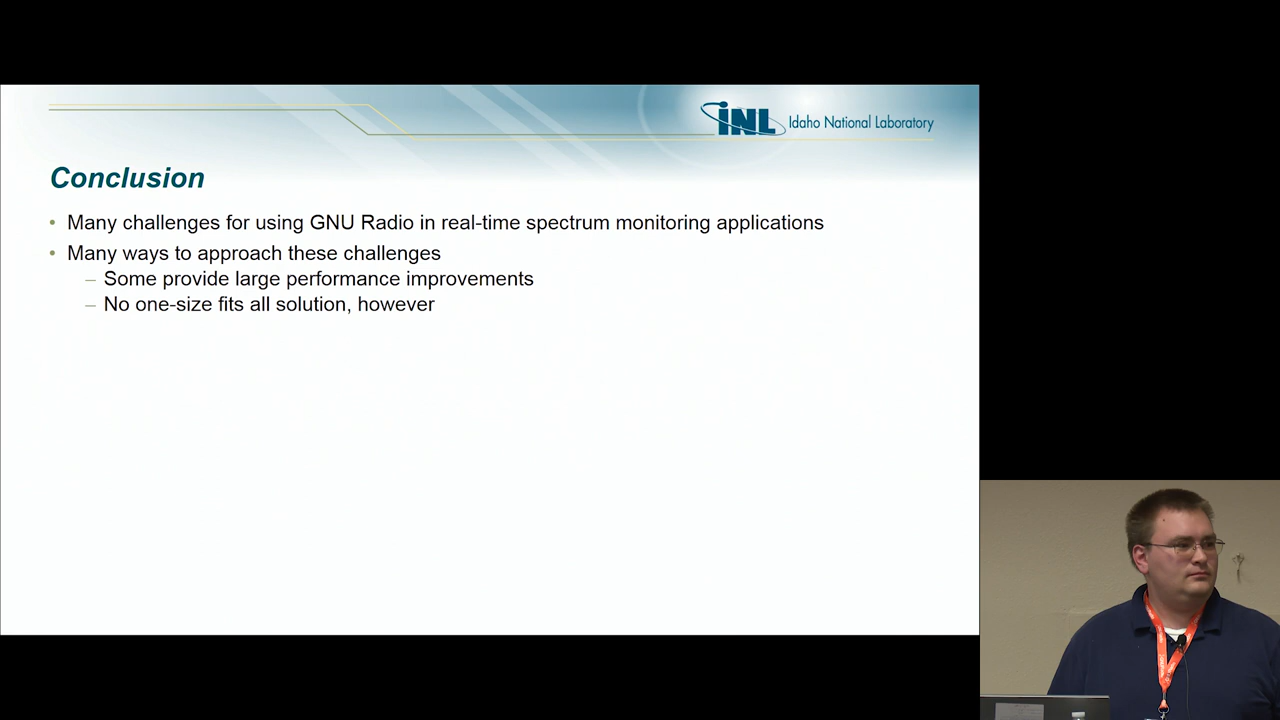 INL Idaho National Laboratory
Conclusion
• Many challenges for using GNU Radio in real-time spectrum monitoring applications
• Many ways to approach these challenges
– Some provide large performance improvements
– No one-size fits all solution, however